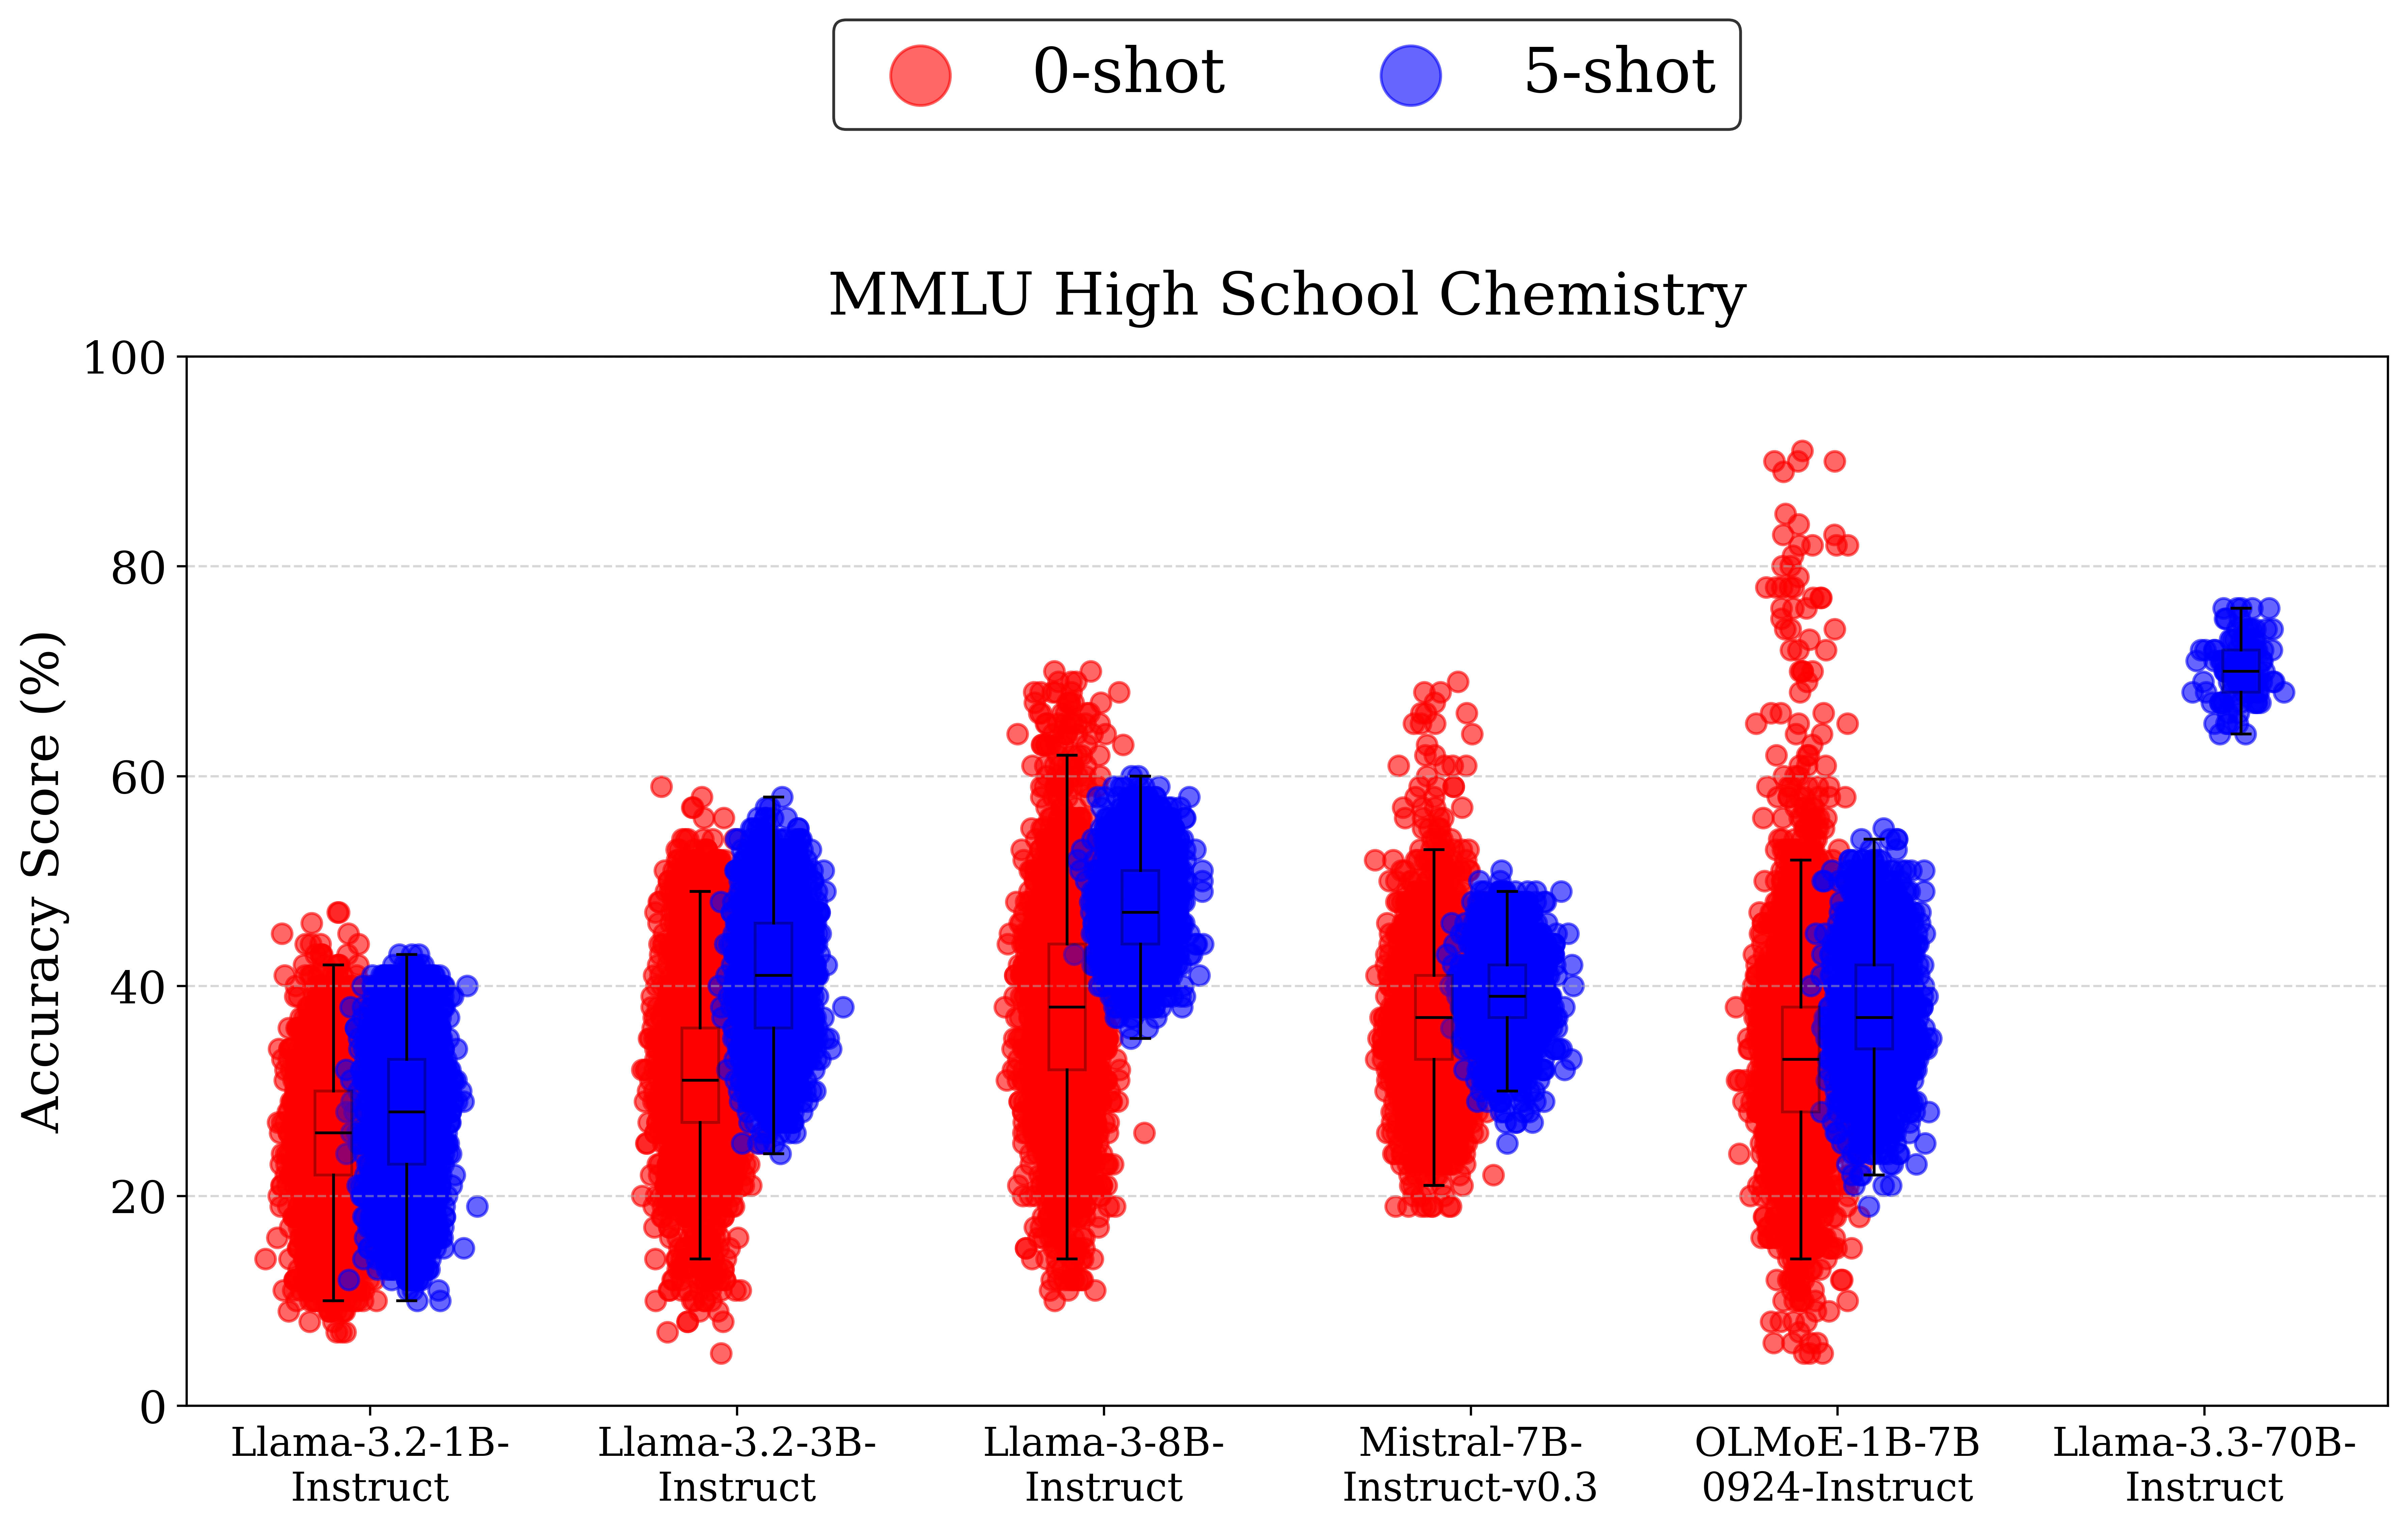 0-shot 5-shot
MMLU High School Chemistry
Accuracy Score (%)
100
80
60
40
20
0
Llama-3.2-1B-
Instruct
Llama-3.2-3B-
Instruct
Llama-3-8B-
Instruct
Mistral-7B-
Instruct-v0.3
OLMoE-1B-7B
0924-Instruct
Llama-3.3-70B-
Instruct